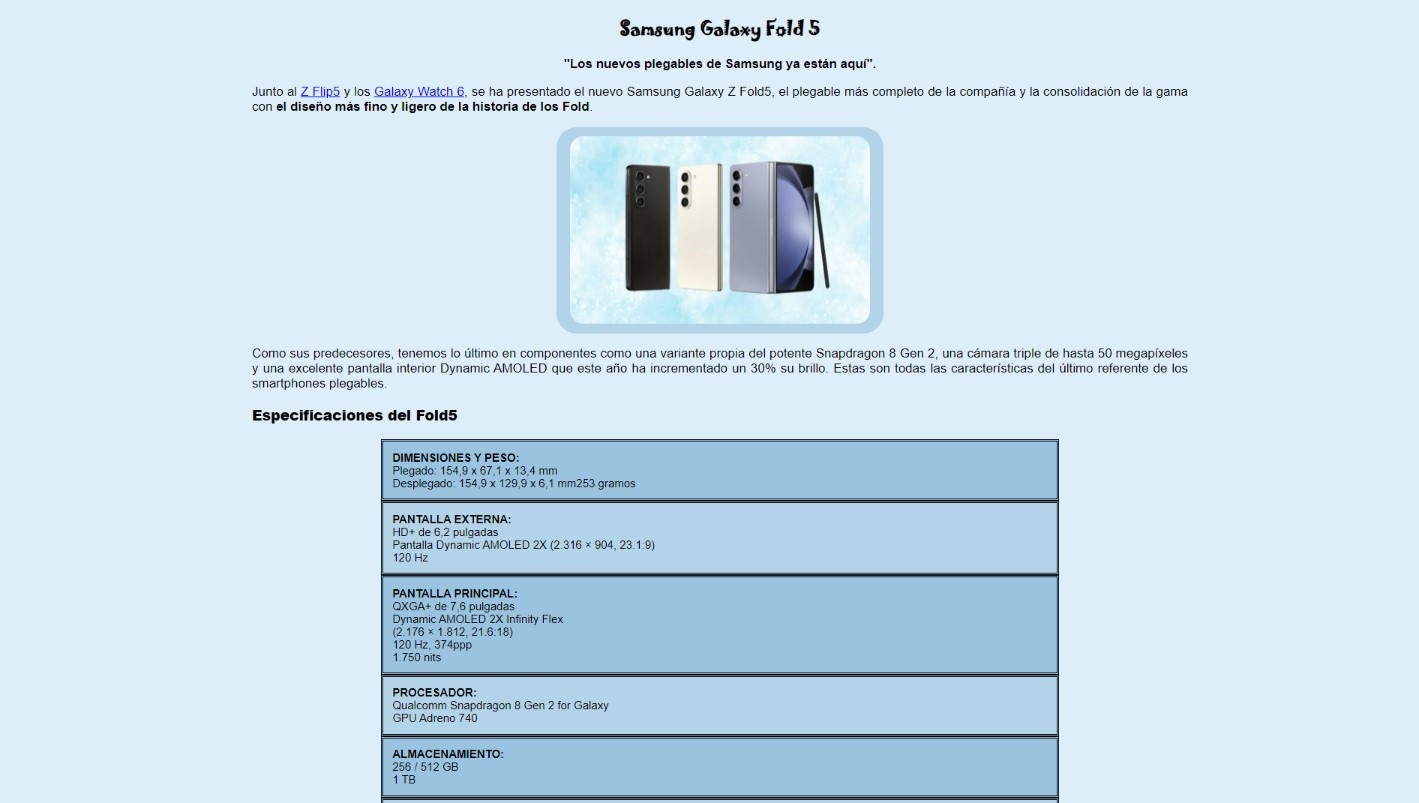 Samsung Galaxy Fold 5
"Los nuevos plegables de Samsung ya están aquí".
Junto al Z Flip5 y los Galaxy Watch 6, se ha presentado el nuevo Samsung Galaxy Z Fold5, el plegable más completo de la compañía y la consolidación de la gama
con el diseño más fino y ligero de la historia de los Fold.
Como sus predecesores, tenemos lo último en componentes como una variante propia del potente Snapdragon 8 Gen 2, una cámara triple de hasta 50 megapíxeles
y una excelente pantalla interior Dynamic AMOLED que este año ha incrementado un 30% su brillo. Estas son todas las características del último referente de los
smartphones plegables.
Especificaciones del Fold5
DIMENSIONES Y PESO:
Plegado: 154,9 x 67,1 x 13,4 mm
Desplegado: 154,9 x 129,9 x 6,1 mm253 gramos
PANTALLA EXTERNA:
HD+ de 6,2 pulgadas
Pantalla Dynamic AMOLED 2X (2.316 × 904, 23.1:9)
120 Hz
PANTALLA PRINCIPAL:
QXGA+ de 7,6 pulgadas
Dynamic AMOLED 2X Infinity Flex
(2.176 × 1.812, 21.6:18)
120 Hz, 374ppp
1.750 nits
PROCESADOR:
Qualcomm Snapdragon 8 Gen 2 for Galaxy
GPU Adreno 740
ALMACENAMIENTO:
256 / 512 GB
1 TB